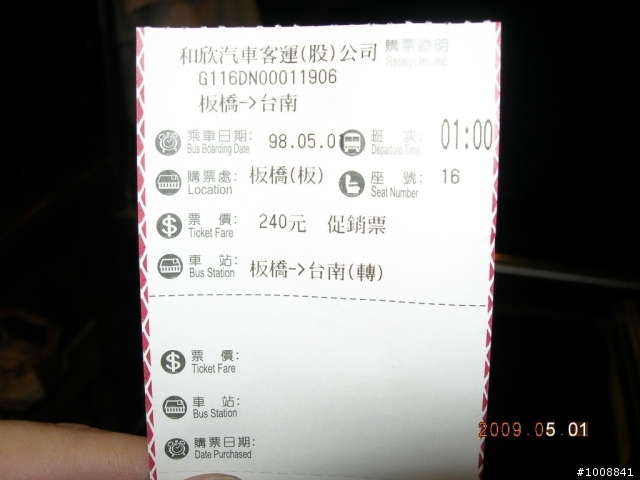 和欣汽車客運(股)公司 購票證明
G116DN00011906
板橋->台南
乘車日期: 98.05.01 班 次: 01:00
Bus Boarding Date Departure Time
購票處: 板橋(板) 座 號: 16
Location Seat Number
票 價: 240元 促銷票
Ticket Fare
車 站: 板橋->台南(轉)
Bus Station
票 價:
Ticket Fare
車 站:
Bus Station
購票日期:
Date Purchased
2009.05.01
#1008841